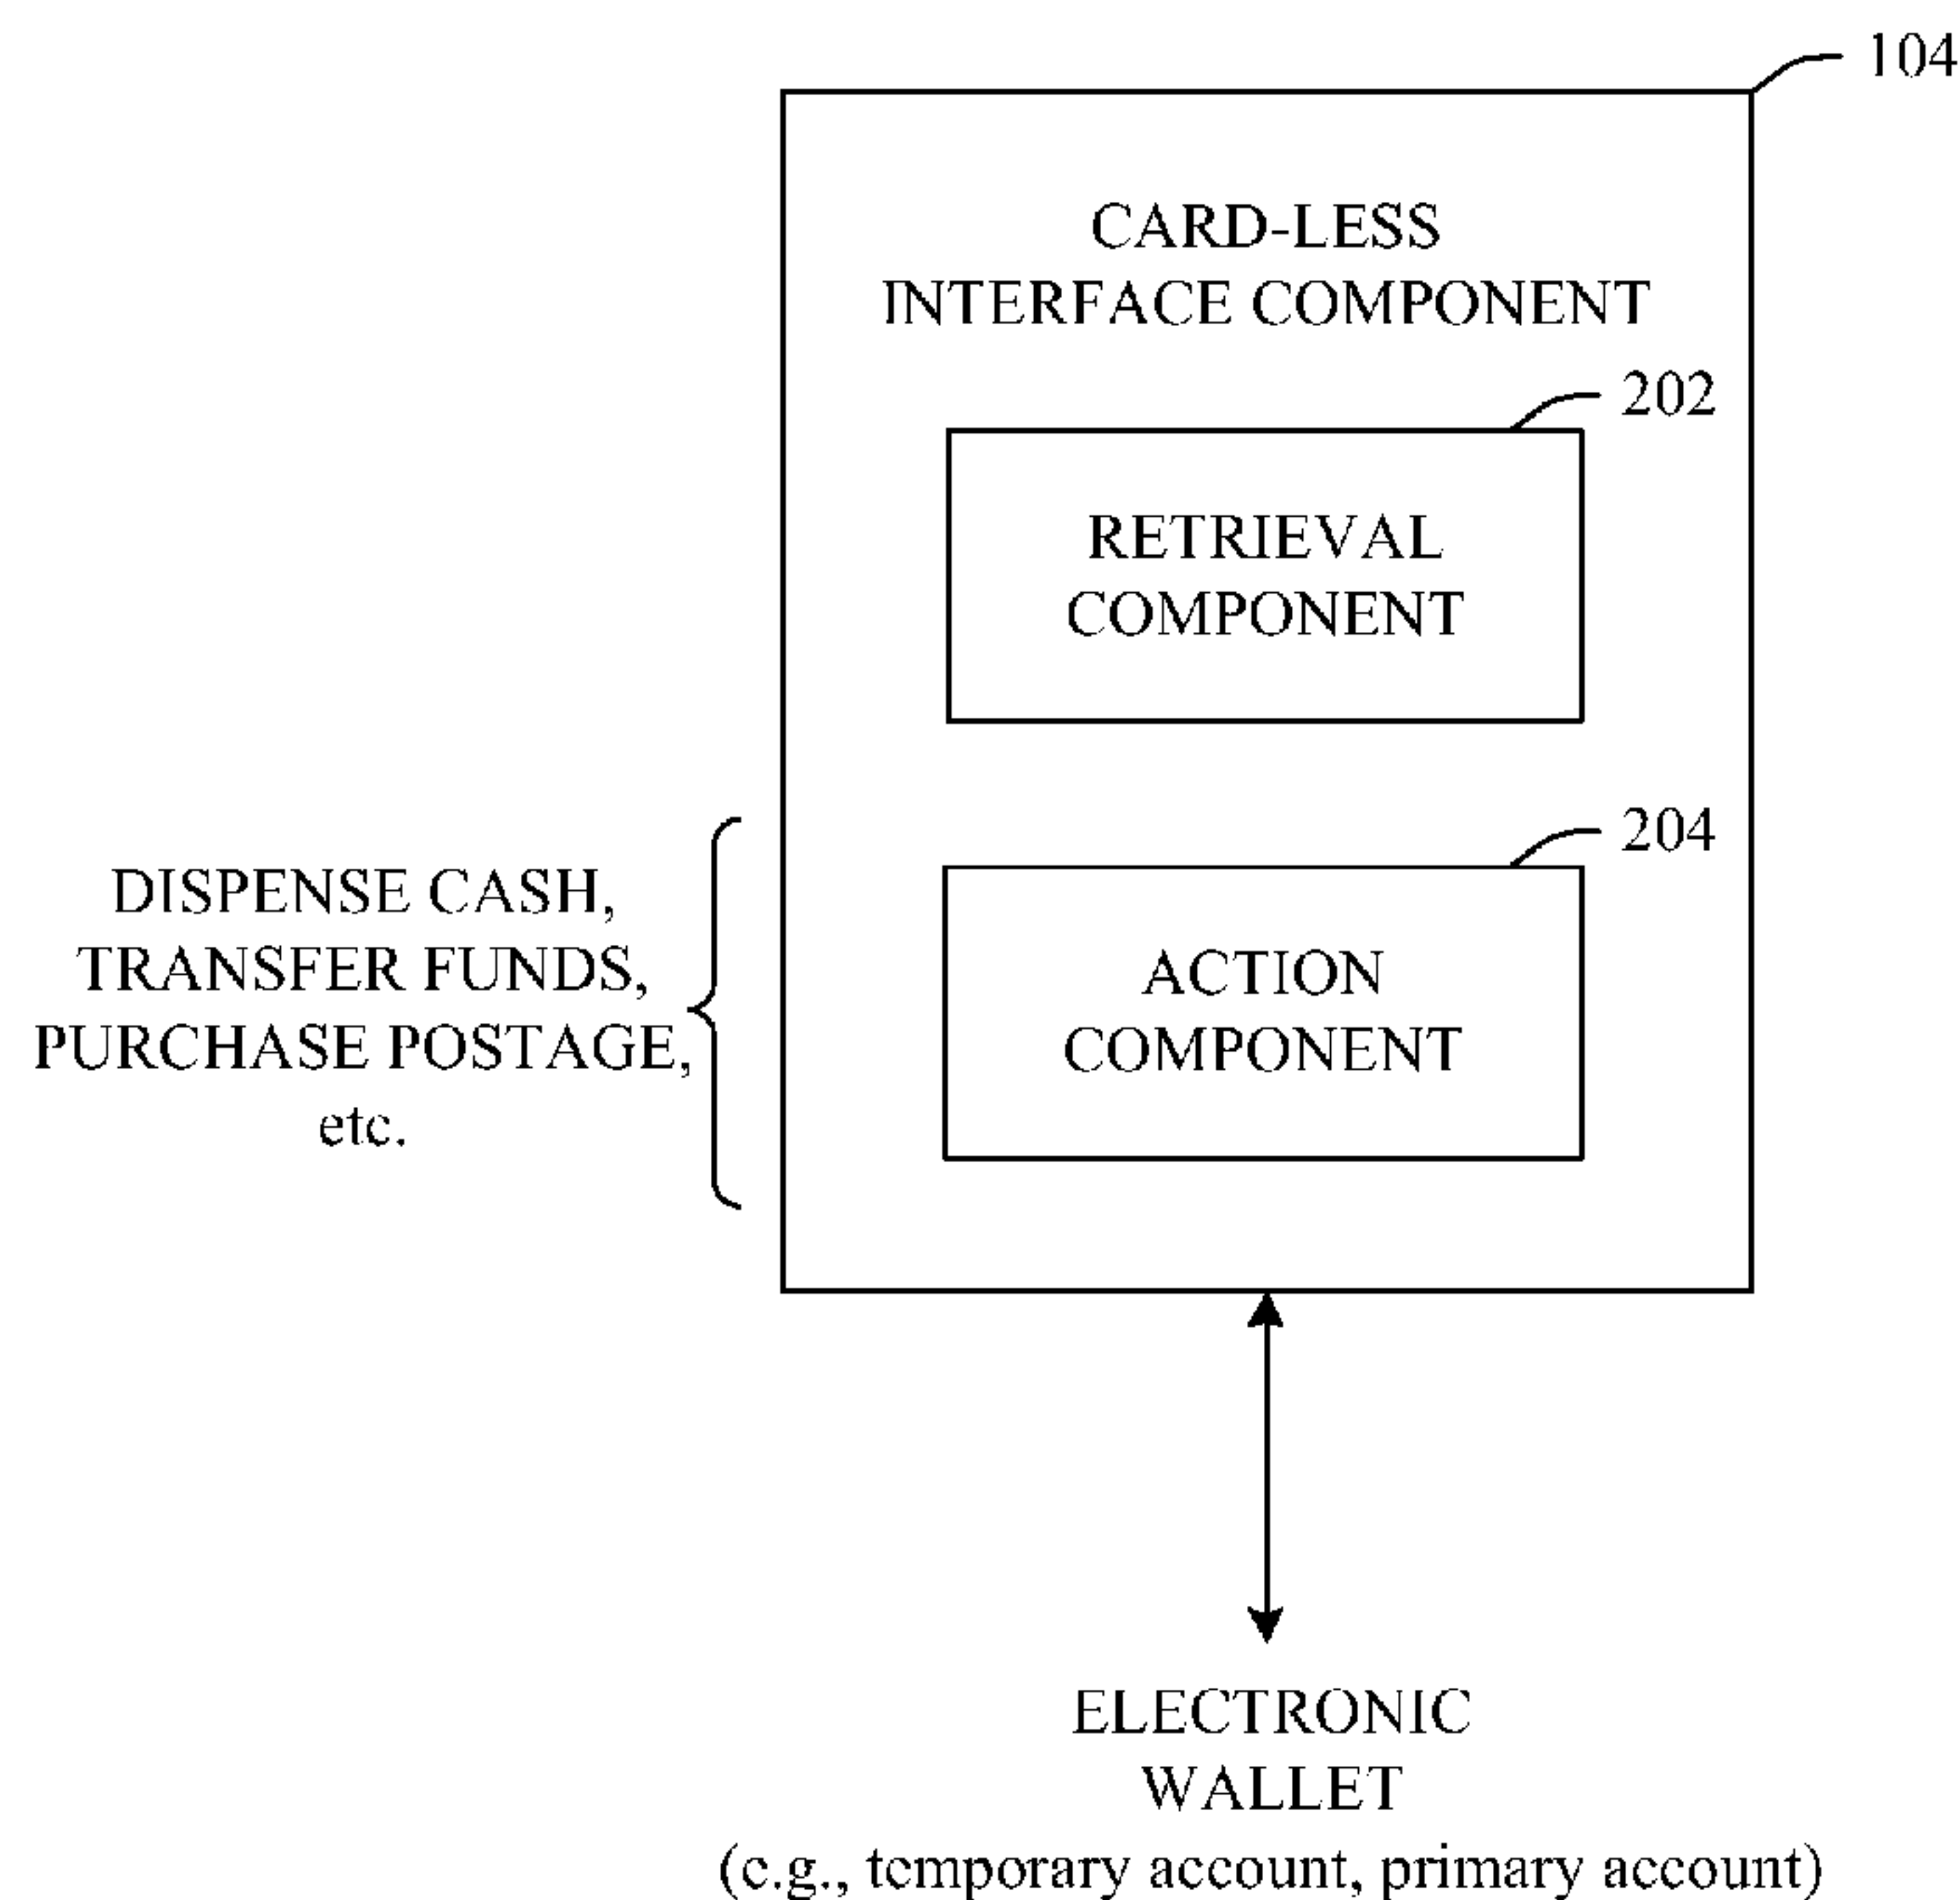 104
CARD-LESS
INTERFACE COMPONENT
202
RETRIEVAL
COMPONENT
204
ACTION
COMPONENT
DISPENSE CASH,
TRANSFER FUNDS,
PURCHASE POSTAGE,
etc.
ELECTRONIC
WALLET
(e.g., temporary account, primary account)